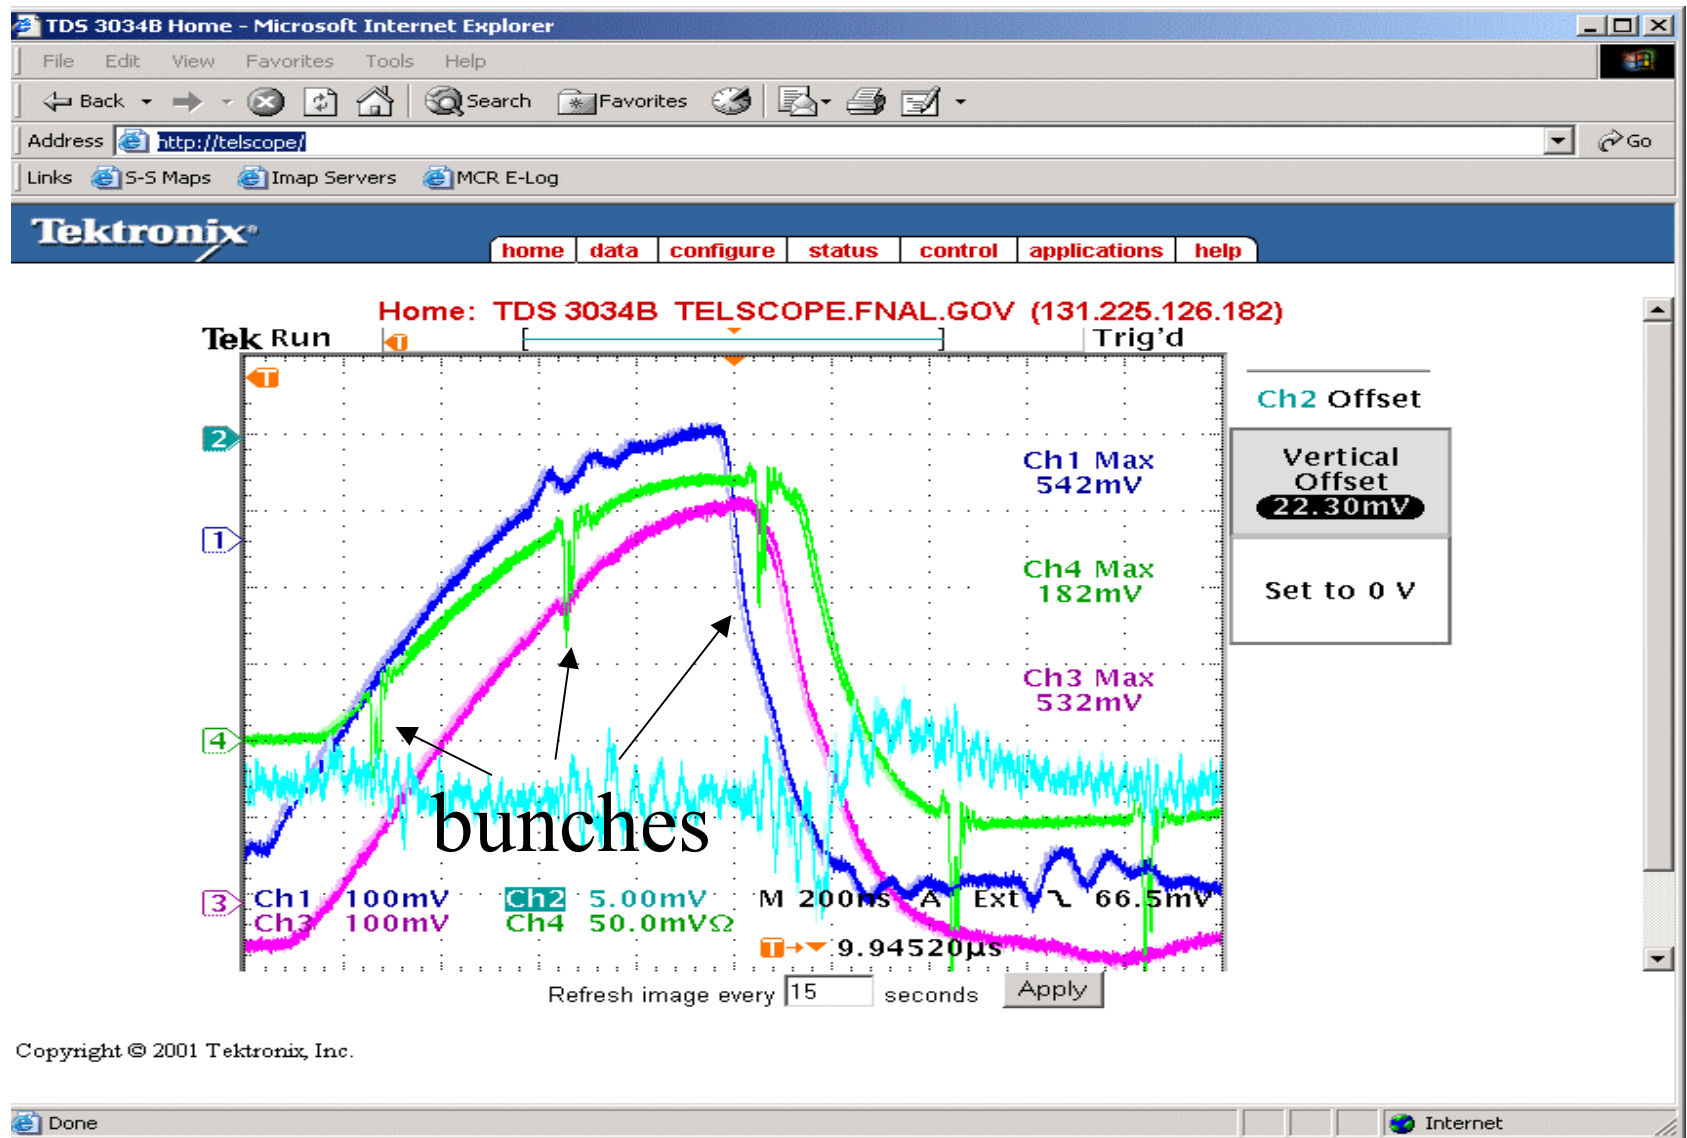 TDS 3034B Home - Microsoft Internet Explorer
File Edit View Favorites Tools Help
Back Search Favorites
Address http://telscope/ Go
Links S-S Maps Imap Servers MCR E-Log
Tektronix®
home data configure status control applications help
Home: TDS 3034B TELSCOPE.FNAL.GOV (131.225.126.182)
Tek Run T Trig'd
T
Ch2 Offset
2
Vertical
Offset
22.30mV
Ch1 Max
542mV
1
Ch4 Max
182mV
Set to 0 V
Ch3 Max
532mV
4
bunches
3
Ch1 100mV Ch2 5.00mV M 200ns A Ext 66.5mV
Ch3 100mV Ch4 50.0mVΩ
T 9.94520µs
Refresh image every 15 seconds Apply
Copyright © 2001 Tektronix, Inc.
Done Internet